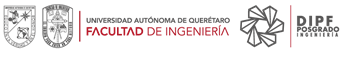 UNIVERSIDAD AUTÓNOMA DE QUERÉTARO
FACULTAD DE INGENIERÍA
DIPF
POSGRADO
INGENIERÍA